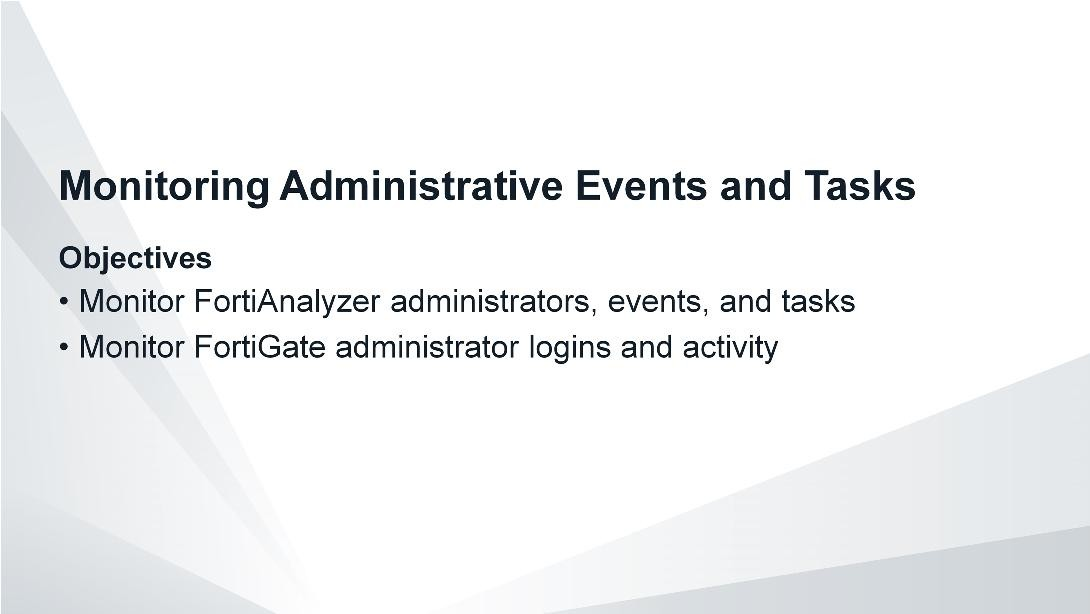 Monitoring Administrative Events and Tasks
Objectives
• Monitor FortiAnalyzer administrators, events, and tasks
• Monitor FortiGate administrator logins and activity